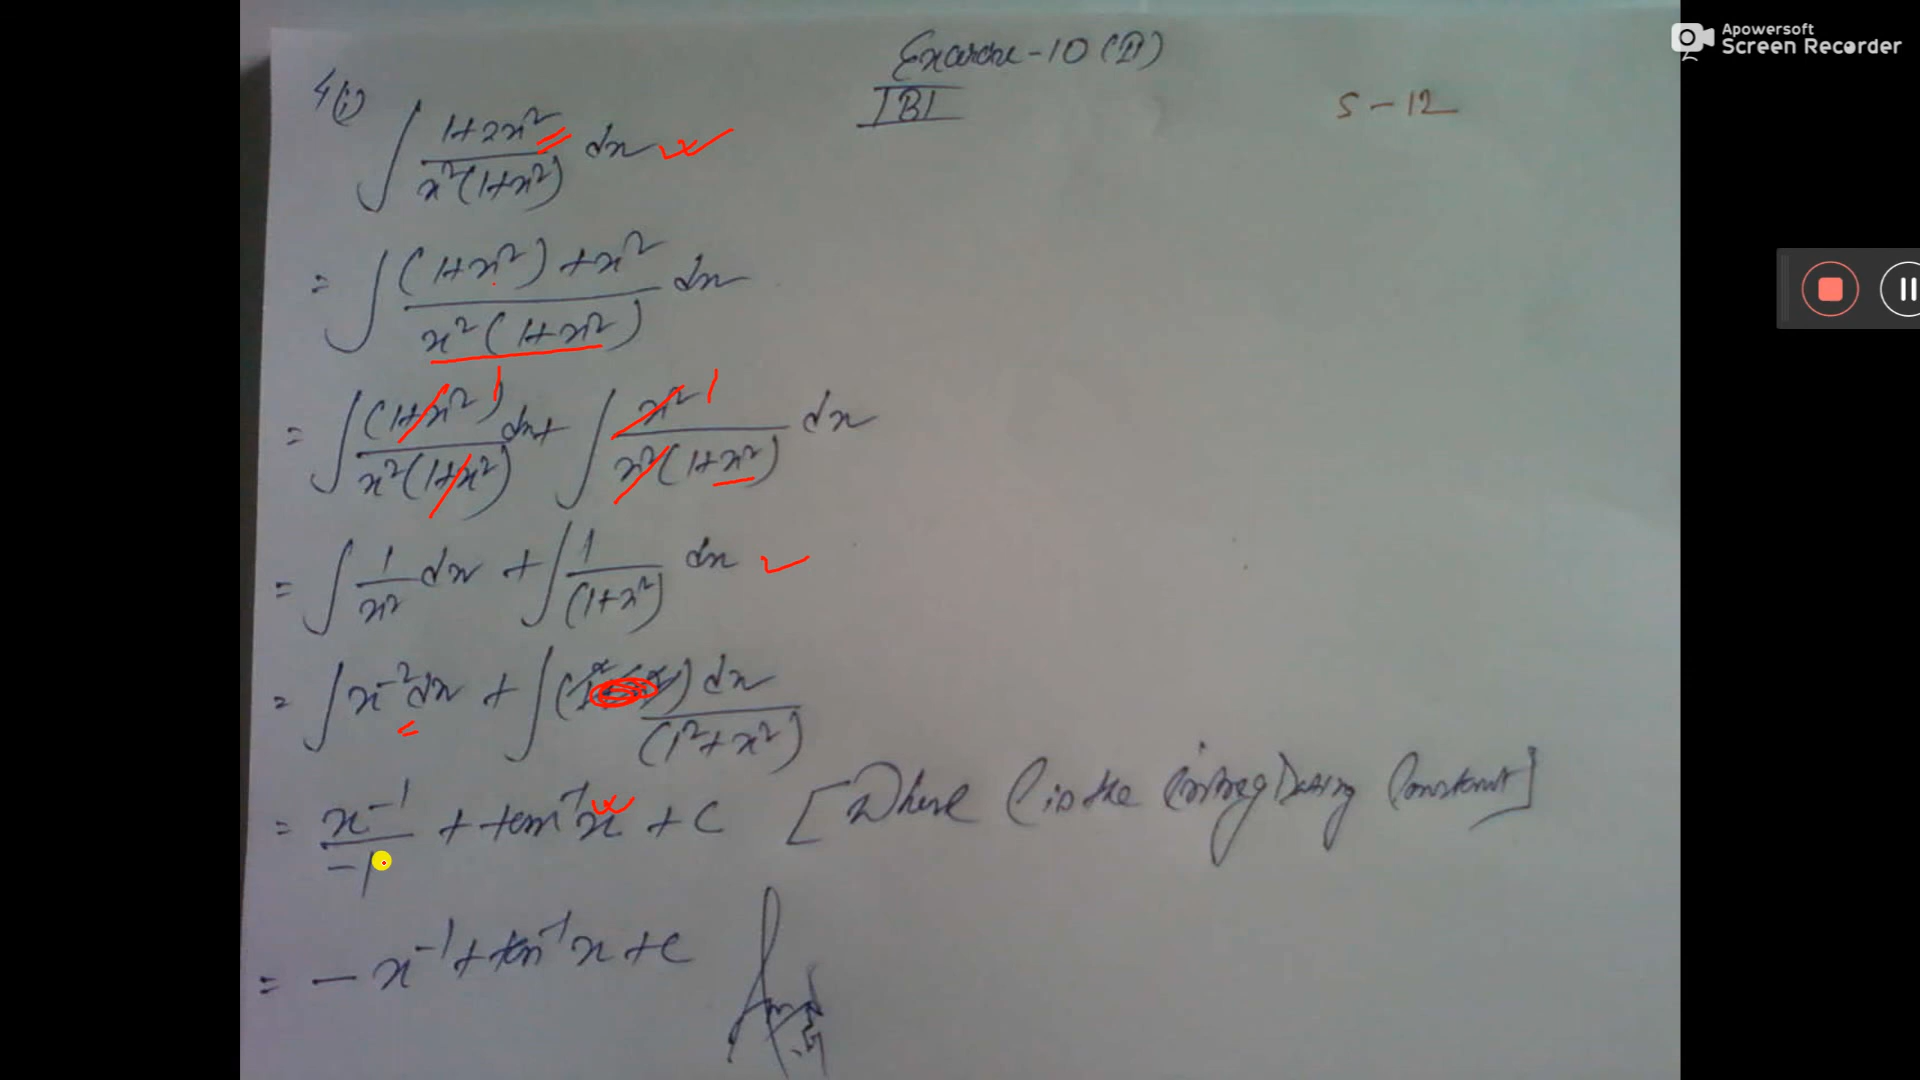 Apowersoft
Screen Recorder
Exercise-10(B)
IBI
S-12
4(i) ∫ (1+2x²)/(x²(1+x²)) dx
= ∫ ((1+x²)+x²)/(x²(1+x²)) dx
= ∫ (1+x²)/(x²(1+x²)) dx + ∫ x²/(x²(1+x²)) dx
= ∫ 1/x² dx + ∫ 1/(1+x²) dx
= ∫ x⁻² dx + ∫ dx/(1²+x²)
= x⁻¹/-1 + tan⁻¹x + C [Where C is the Constant]
= -x⁻¹ + tan⁻¹x + C